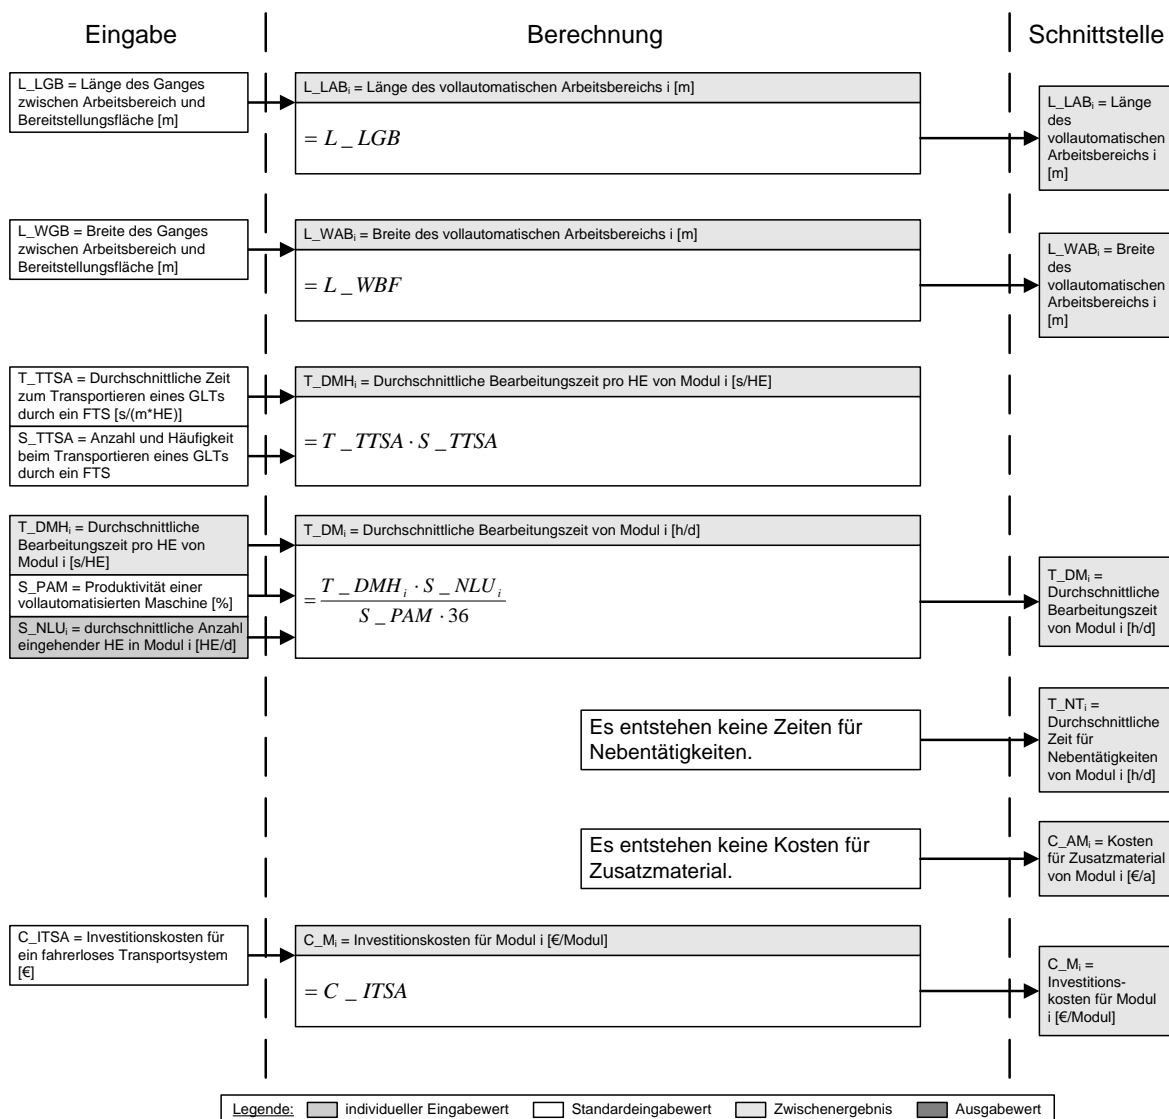 Eingabe
Berechnung
Schnittstelle
L_LGB = Länge des Ganges
zwischen Arbeitsbereich und
Bereitstellungsfläche [m]
L_LABᵢ = Länge des vollautomatischen Arbeitsbereichs i [m]
= L _ LGB
L_LABᵢ = Länge
des
vollautomatischen
Arbeitsbereichs i
[m]
L_WGB = Breite des Ganges
zwischen Arbeitsbereich und
Bereitstellungsfläche [m]
L_WABᵢ = Breite des vollautomatischen Arbeitsbereichs i [m]
= L _ WBF
L_WABᵢ = Breite
des
vollautomatischen
Arbeitsbereichs i
[m]
T_TTSA = Durchschnittliche Zeit
zum Transportieren eines GLTs
durch ein FTS [s/(m*HE)]
S_TTSA = Anzahl und Häufigkeit
beim Transportieren eines GLTs
durch ein FTS
T_DMHᵢ = Durchschnittliche Bearbeitungszeit pro HE von Modul i [s/HE]
= T _ TTSA · S _ TTSA
T_DMHᵢ = Durchschnittliche
Bearbeitungszeit pro HE von
Modul i [s/HE]
S_PAM = Produktivität einer
vollautomatisierten Maschine [%]
S_NLUᵢ = durchschnittliche Anzahl
eingehender HE in Modul i [HE/d]
T_DMᵢ = Durchschnittliche Bearbeitungszeit von Modul i [h/d]
= T _ DMHᵢ · S _ NLUᵢ
S _ PAM · 36
T_DMᵢ =
Durchschnittliche
Bearbeitungszeit
von Modul i [h/d]
Es entstehen keine Zeiten für
Nebentätigkeiten.
T_NTᵢ =
Durchschnittliche
Zeit für
Nebentätigkeiten
von Modul i [h/d]
Es entstehen keine Kosten für
Zusatzmaterial.
C_AMᵢ = Kosten
für Zusatzmaterial
von Modul i [€/a]
C_ITSA = Investitionskosten für
ein fahrerloses Transportsystem
[€]
C_Mᵢ = Investitionskosten für Modul i [€/Modul]
= C _ ITSA
C_Mᵢ =
Investitions-
kosten für Modul
i [€/Modul]
Legende: individueller Eingabewert Standardeingabewert Zwischenergebnis Ausgabewert